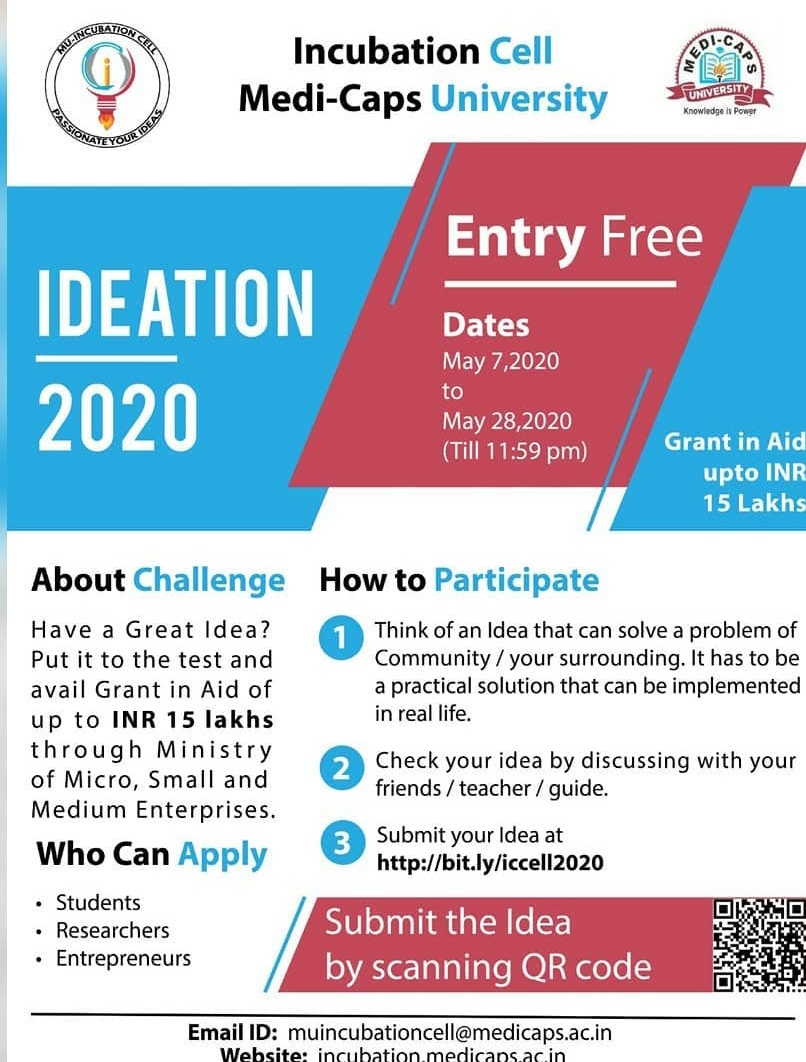 MU-INCUBATION CELL
PASSIONATE YOUR IDEAS
Incubation Cell
Medi-Caps University
MEDI-CAPS
UNIVERSITY
Knowledge is Power
IDEATION
2020
Entry Free
Dates
May 7,2020
to
May 28,2020
(Till 11:59 pm)
Grant in Aid
upto INR
15 Lakhs
About Challenge
Have a Great Idea?
Put it to the test and
avail Grant in Aid of
up to INR 15 lakhs
through Ministry
of Micro, Small and
Medium Enterprises.
Who Can Apply
• Students
• Researchers
• Entrepreneurs
How to Participate
1 Think of an Idea that can solve a problem of
Community / your surrounding. It has to be
a practical solution that can be implemented
in real life.
2 Check your idea by discussing with your
friends / teacher / guide.
3 Submit your Idea at
http://bit.ly/iccell2020
Submit the Idea
by scanning QR code
Email ID: muincubationcell@medicaps.ac.in
Website: incubation.medicaps.ac.in